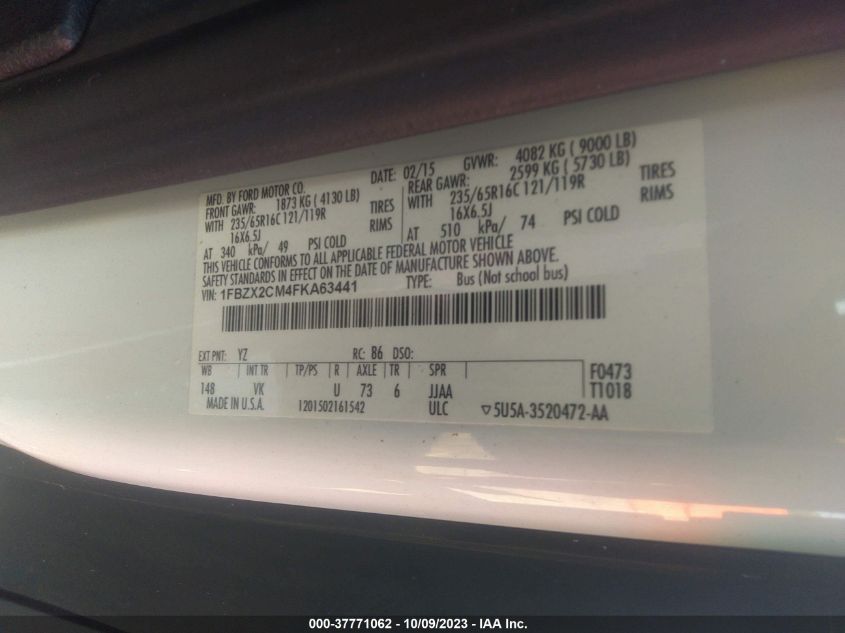 MFD. BY FORD MOTOR CO.
DATE: 02/15 GVWR: 4082 KG ( 9000 LB)
FRONT GAWR: 1873 KG ( 4130 LB) REAR GAWR: 2599 KG ( 5730 LB)
WITH 235/65R16C 121/119R TIRES WITH 235/65R16C 121/119R TIRES
16X6.5J RIMS 16X6.5J RIMS
AT 340 kPa/ 49 PSI COLD AT 510 kPa/ 74 PSI COLD
THIS VEHICLE CONFORMS TO ALL APPLICABLE FEDERAL MOTOR VEHICLE
SAFETY STANDARDS IN EFFECT ON THE DATE OF MANUFACTURE SHOWN ABOVE.
VIN: 1FBZX2CM4FKA63441 TYPE: Bus (Not school bus)
EXT PNT: YZ RC: 86 DSO:
WB INT TR TP/PS R AXLE TR SPR F0473
148 VK U 73 6 JJAA T1018
MADE IN U.S.A. 1201502161542 ULC ▽5U5A-3520472-AA
000-37771062 - 10/09/2023 - IAA Inc.